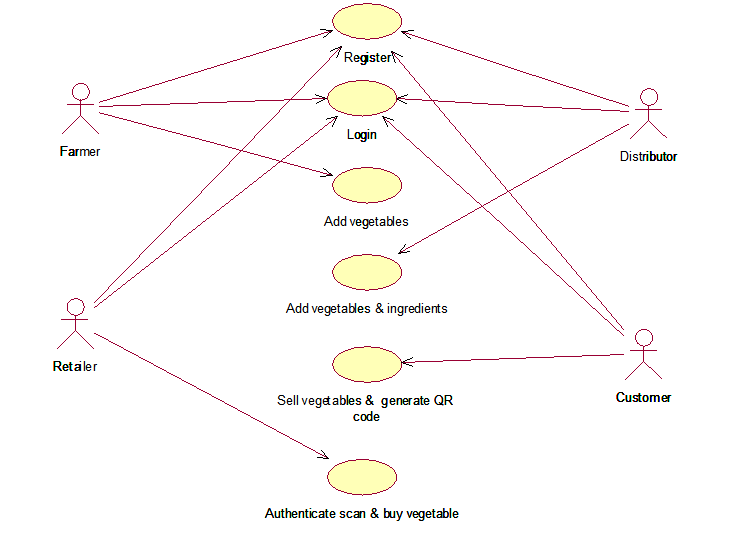 Register
Login
Farmer
Distributor
Add vegetables
Add vegetables & ingredients
Retailer
Customer
Sell vegetables & generate QR
code
Authenticate scan & buy vegetable